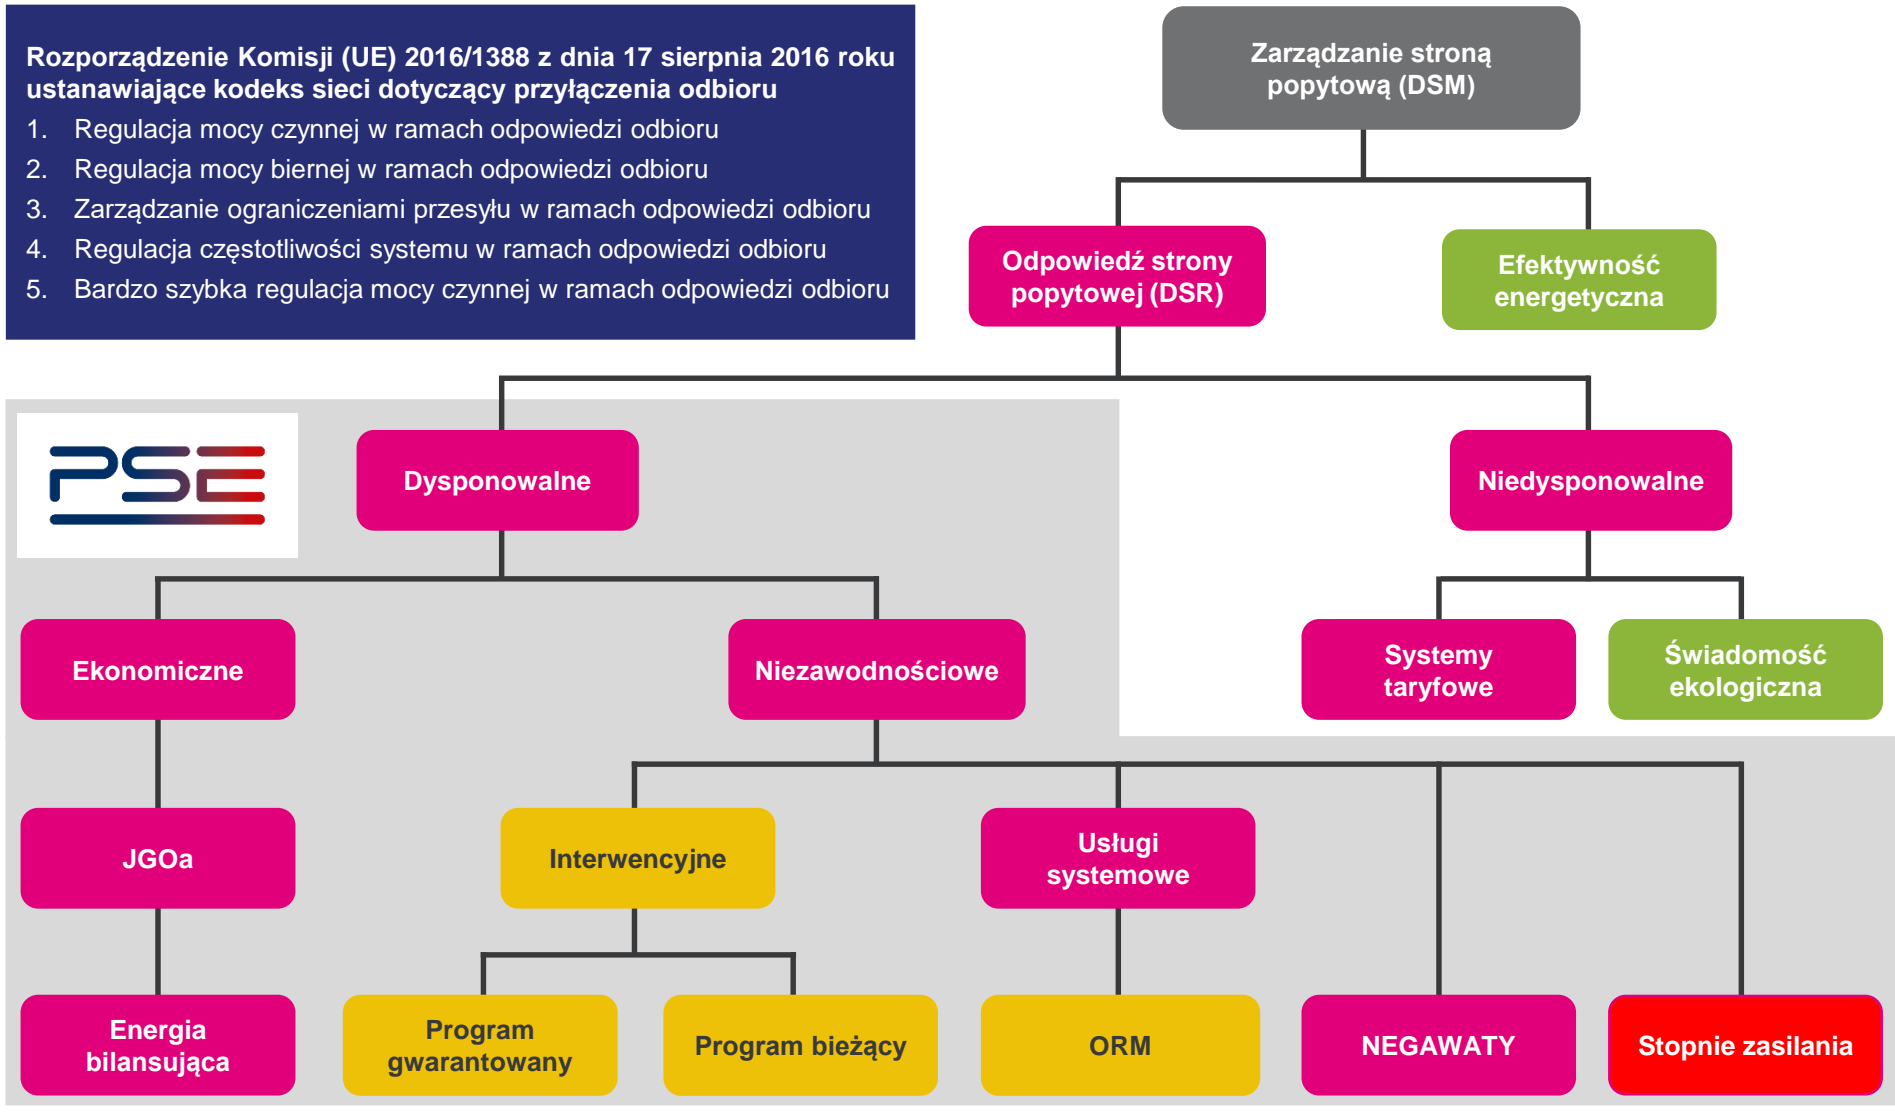 Rozporządzenie Komisji (UE) 2016/1388 z dnia 17 sierpnia 2016 roku
ustanawiające kodeks sieci dotyczący przyłączenia odbioru
1. Regulacja mocy czynnej w ramach odpowiedzi odbioru
2. Regulacja mocy biernej w ramach odpowiedzi odbioru
3. Zarządzanie ograniczeniami przesyłu w ramach odpowiedzi odbioru
4. Regulacja częstotliwości systemu w ramach odpowiedzi odbioru
5. Bardzo szybka regulacja mocy czynnej w ramach odpowiedzi odbioru
Zarządzanie stroną
popytową (DSM)
Odpowiedź strony
popytowej (DSR)
Efektywność
energetyczna
PSE
Dysponowalne
Niedysponowalne
Ekonomiczne
Niezawodnościowe
Systemy
taryfowe
Świadomość
ekologiczna
JGOa
Interwencyjne
Usługi
systemowe
Energia
bilansująca
Program
gwarantowany
Program bieżący
ORM
NEGAWATY
Stopnie zasilania